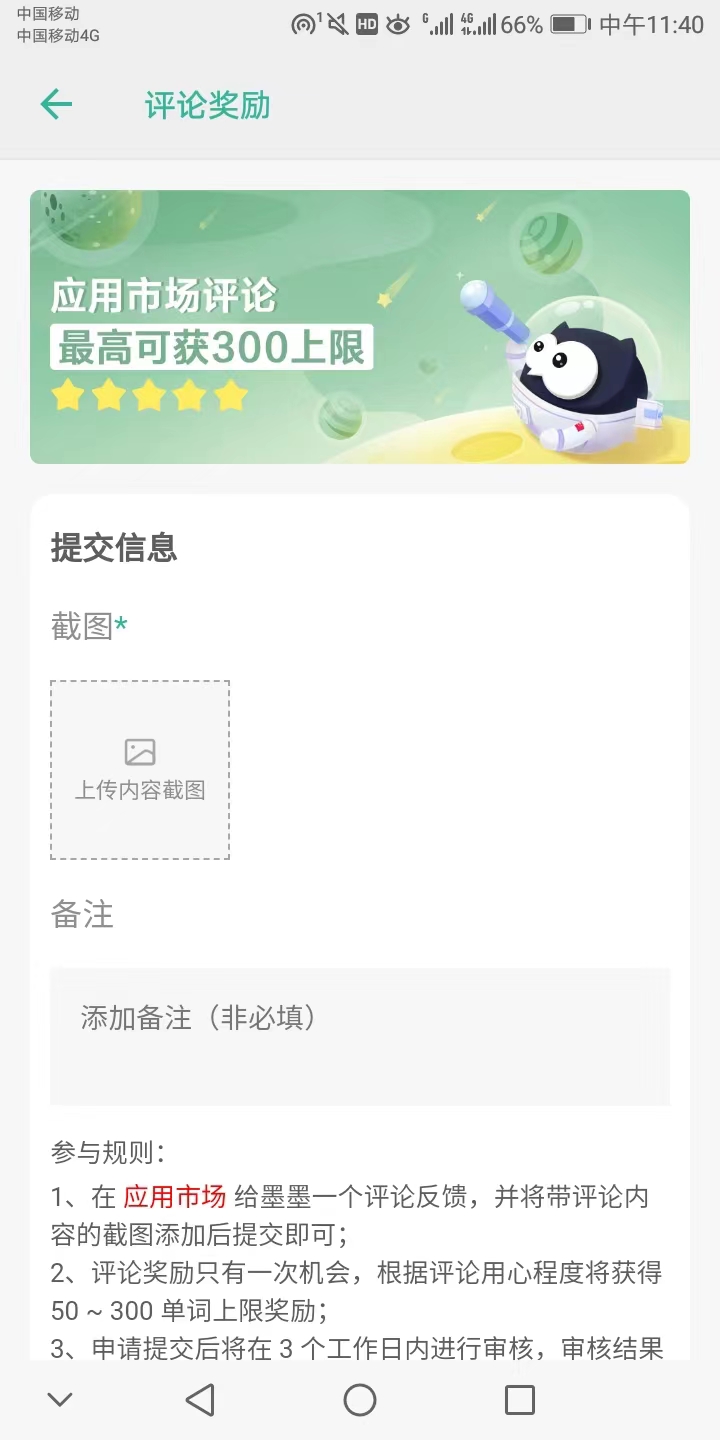 中国移动
中国移动4G
1 HD G 4G 66% 中午11:40
评论奖励
应用市场评论
最高可获300上限
提交信息
截图*
上传内容截图
备注
添加备注（非必填）
参与规则：
1、在 应用市场 给墨墨一个评论反馈，并将带评论内
容的截图添加后提交即可；
2、评论奖励只有一次机会，根据评论用心程度将获得
50 ~ 300 单词上限奖励；
3、申请提交后将在 3 个工作日内进行审核，审核结果